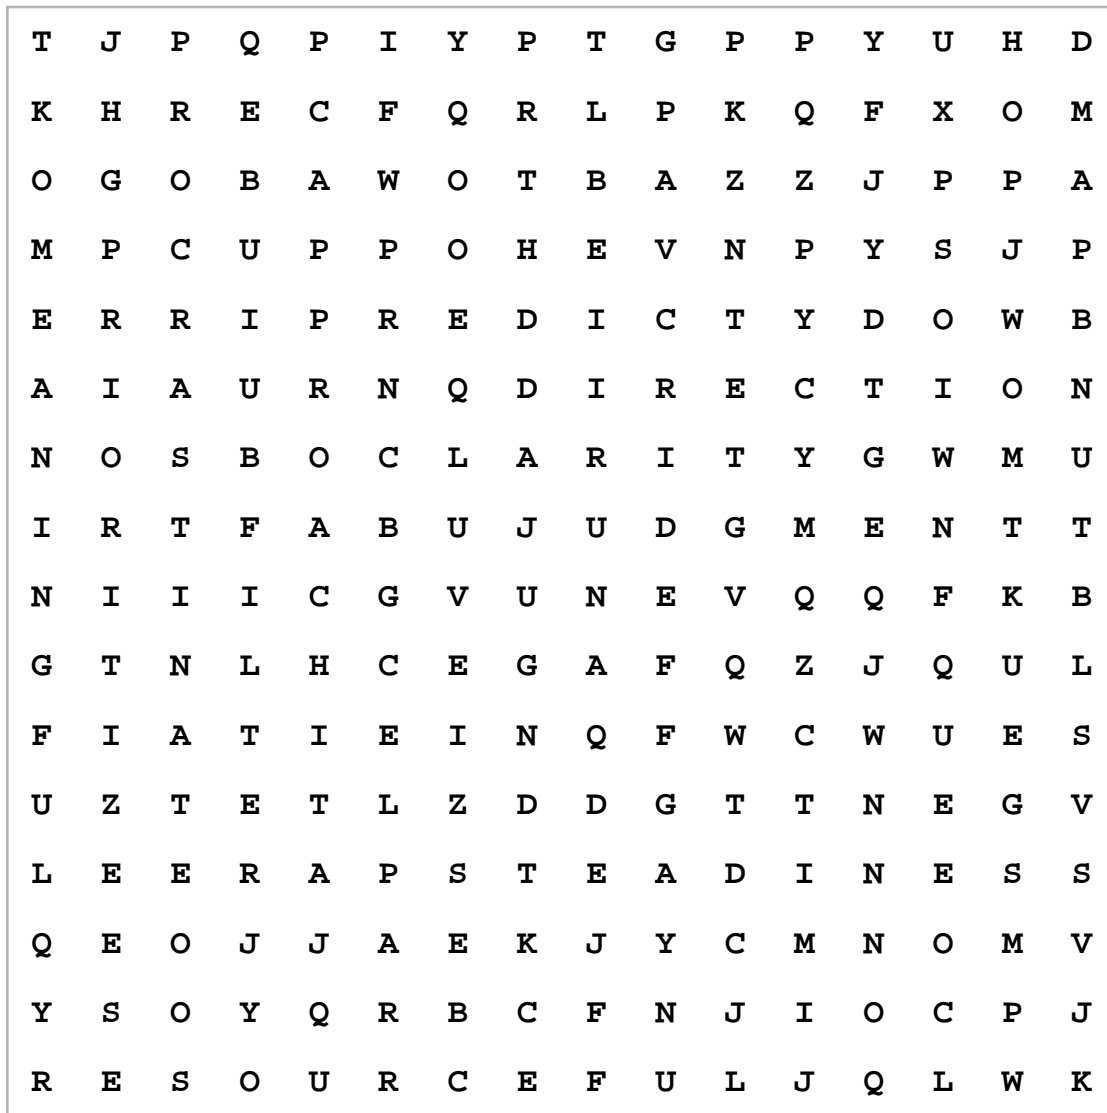 T J P Q P I Y P T G P P Y U H D
K H R E C F Q R L P K Q F X O M
O G O B A W O T B A Z Z J P P A
M P C U P P O H E V N P Y S J P
E R R I P R E D I C T Y D O W B
A I A U R N Q D I R E C T I O N
N O S B O C L A R I T Y G W M U
I R T F A B U J U D G M E N T T
N I I I C G V U N E V Q Q F K B
G T N L H C E G A F Q Z J Q U L
F I A T I E I N Q F W C W U E S
U Z T E T L Z D D G T T N E G V
L E E R A P S T E A D I N E S S
Q E O J J A E K J Y C M N O M V
Y S O Y Q R B C F N J I O C P J
R E S O U R C E F U L J Q L W K